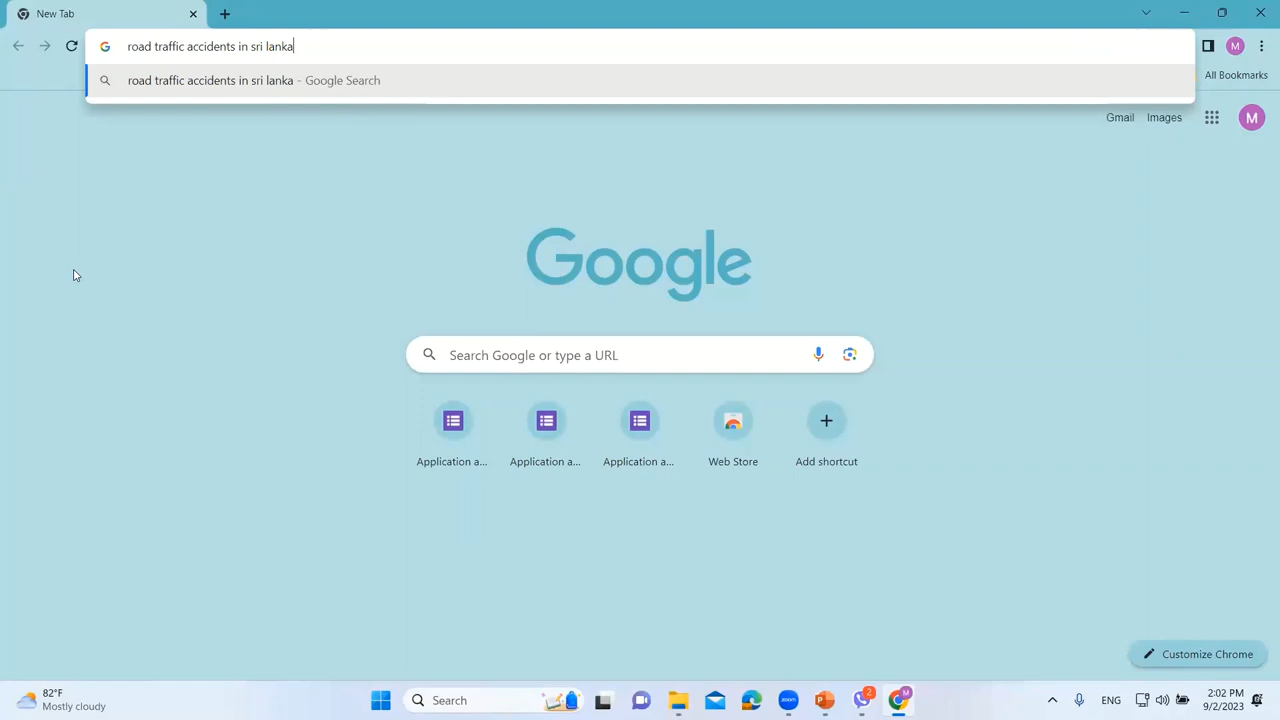 New Tab
road traffic accidents in sri lanka
road traffic accidents in sri lanka - Google Search
All Bookmarks
M
Gmail Images M
Google
Search Google or type a URL
Application a... Application a... Application a... Web Store Add shortcut
Customize Chrome
82°F
Mostly cloudy
Search
zoom
2
M
ENG
2:02 PM
9/2/2023